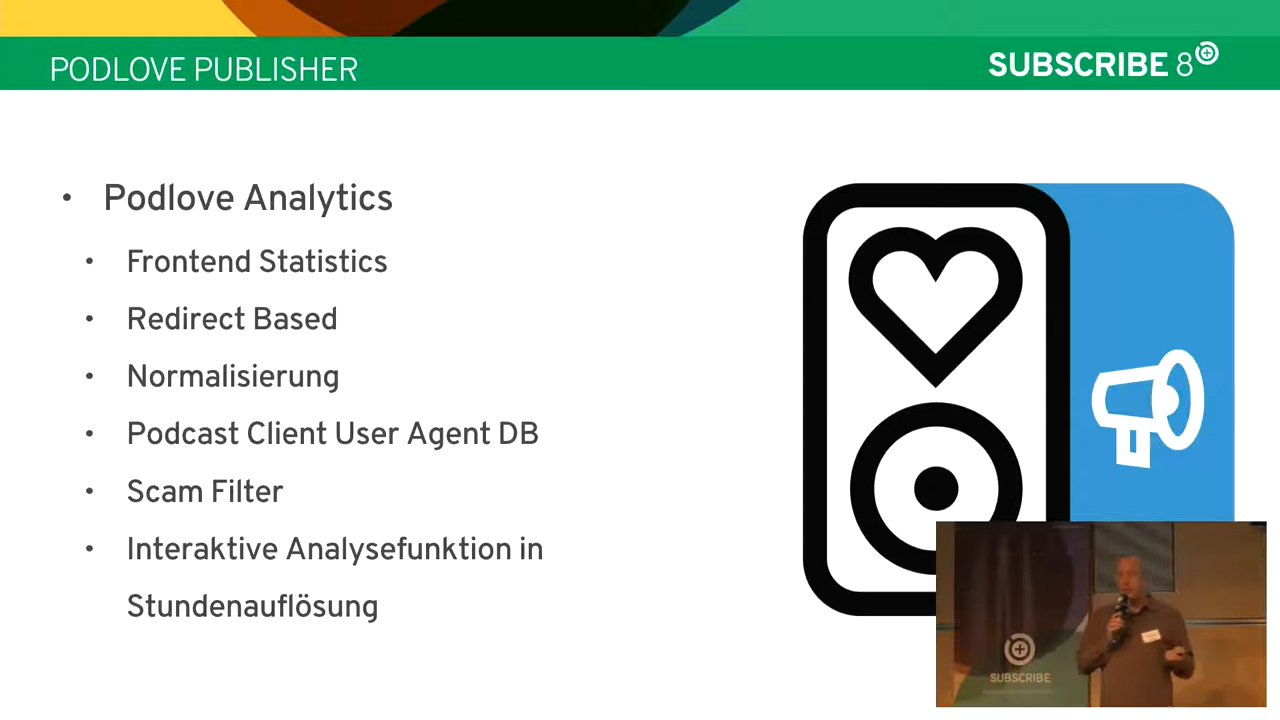 PODLOVE PUBLISHER
SUBSCRIBE 8
• Podlove Analytics
• Frontend Statistics
• Redirect Based
• Normalisierung
• Podcast Client User Agent DB
• Scam Filter
• Interaktive Analysefunktion in
Stundenauflösung
SUBSCRIBE